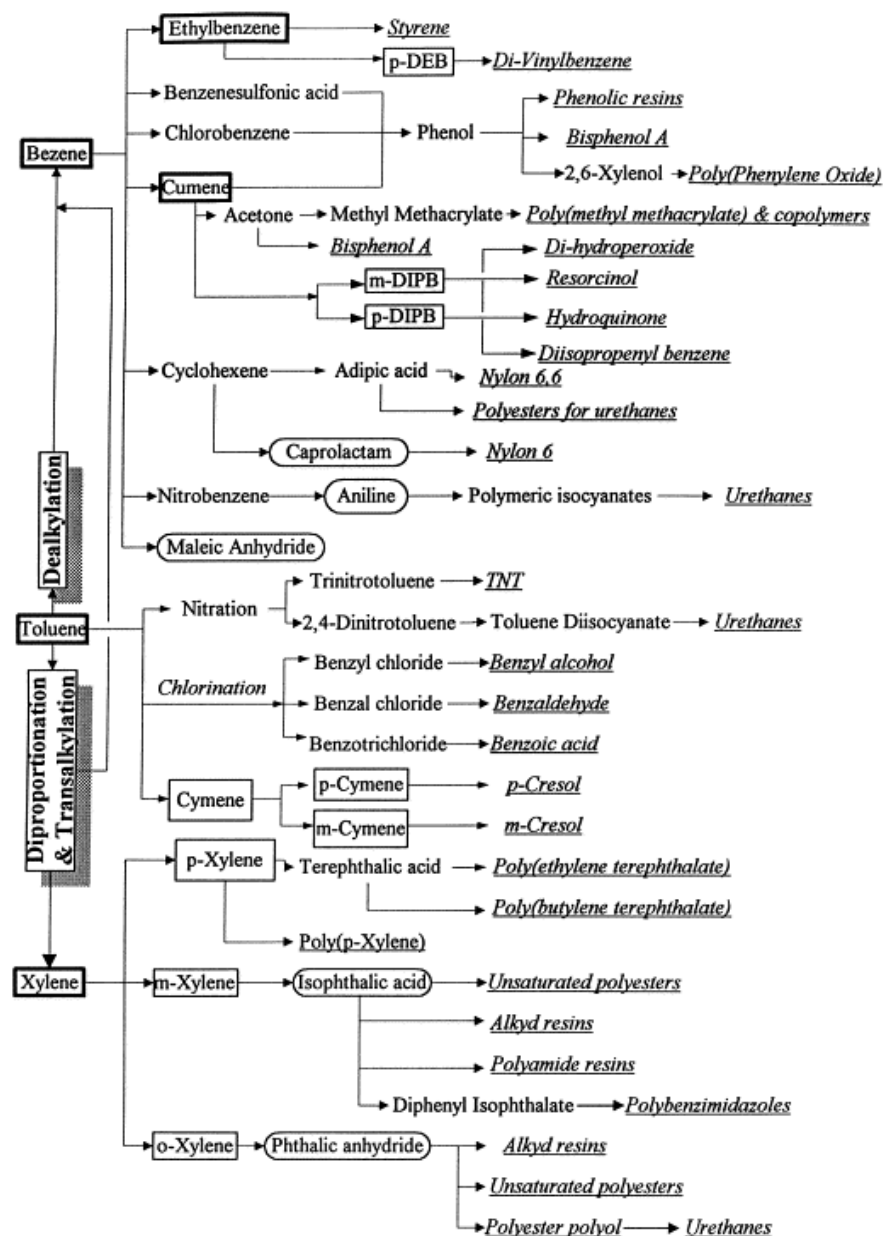 Ethylbenzene Styrene
p-DEB Di-Vinylbenzene
Benzenesulfonic acid Phenolic resins
Chlorobenzene Phenol Bisphenol A
Bezene
2,6-Xylenol Poly(Phenylene Oxide)
Cumene
Acetone Methyl Methacrylate Poly(methyl methacrylate) & copolymers
Bisphenol A Di-hydroperoxide
m-DIPB Resorcinol
p-DIPB Hydroquinone
Diisopropenyl benzene
Cyclohexene Adipic acid Nylon 6,6
Polyesters for urethanes
Caprolactam Nylon 6
Dealkylation
Nitrobenzene Aniline Polymeric isocyanates Urethanes
Maleic Anhydride
Trinitrotoluene TNT
Nitration
Toluene 2,4-Dinitrotoluene Toluene Diisocyanate Urethanes
Benzyl chloride Benzyl alcohol
Chlorination
Benzal chloride Benzaldehyde
Benzotrichloride Benzoic acid
Diproportionation
& Transalkylation
p-Cymene p-Cresol
Cymene
m-Cymene m-Cresol
p-Xylene Terephthalic acid Poly(ethylene terephthalate)
Poly(butylene terephthalate)
Poly(p-Xylene)
Xylene m-Xylene Isophthalic acid Unsaturated polyesters
Alkyd resins
Polyamide resins
Diphenyl Isophthalate Polybenzimidazoles
o-Xylene Phthalic anhydride Alkyd resins
Unsaturated polyesters
Polyester polyol Urethanes